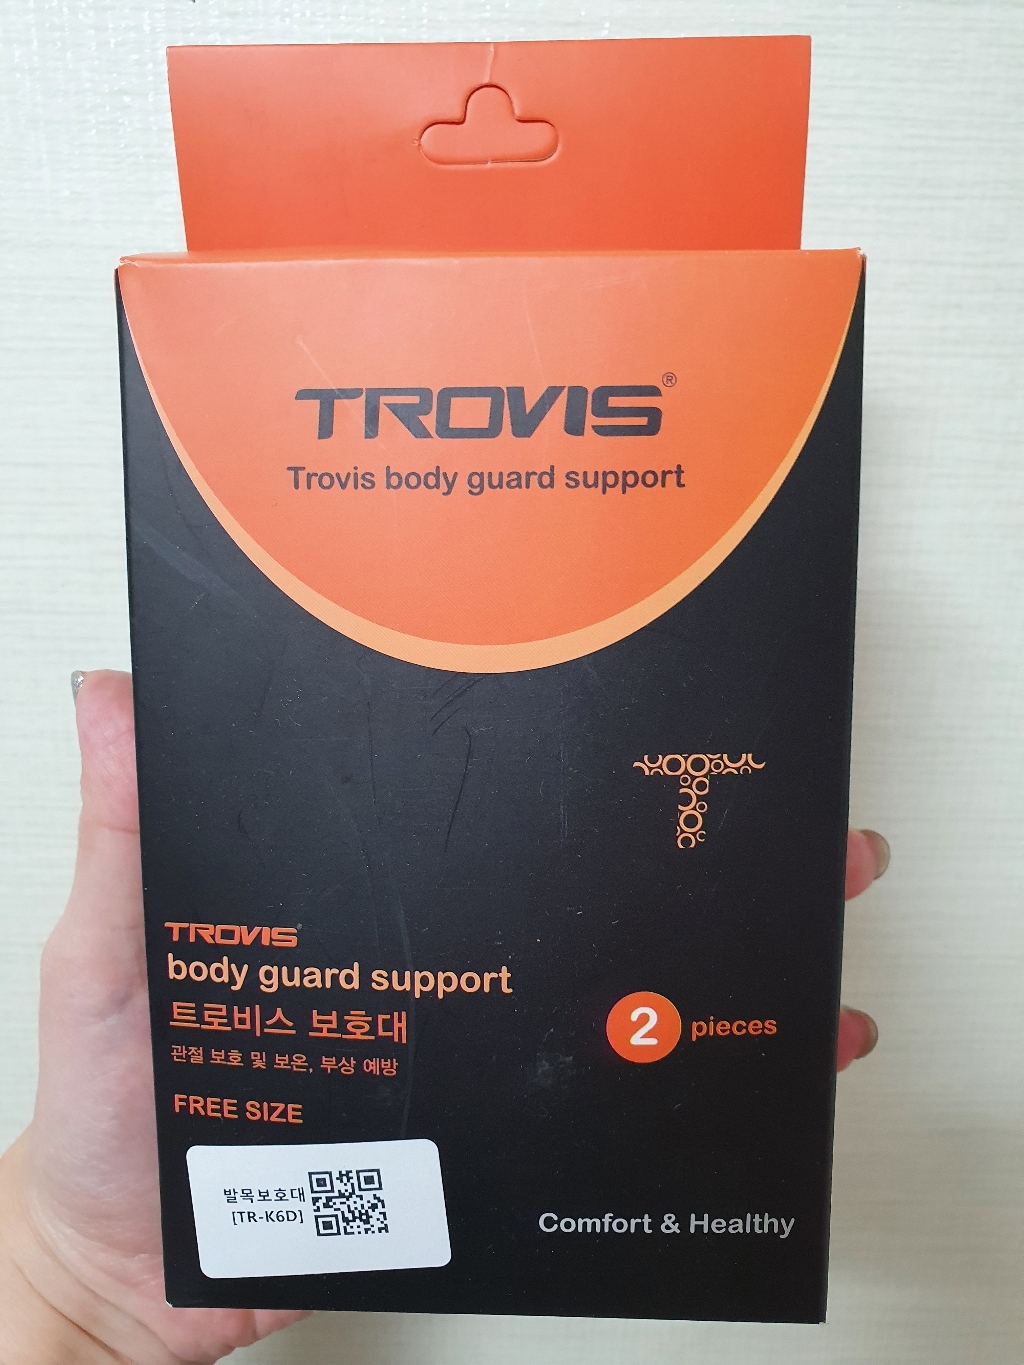 TROVIS®
Trovis body guard support
T
TROVIS
body guard support
트로비스 보호대
관절 보호 및 보온, 부상 예방
FREE SIZE
2 pieces
발목보호대
[TR-K6D]
Comfort & Healthy